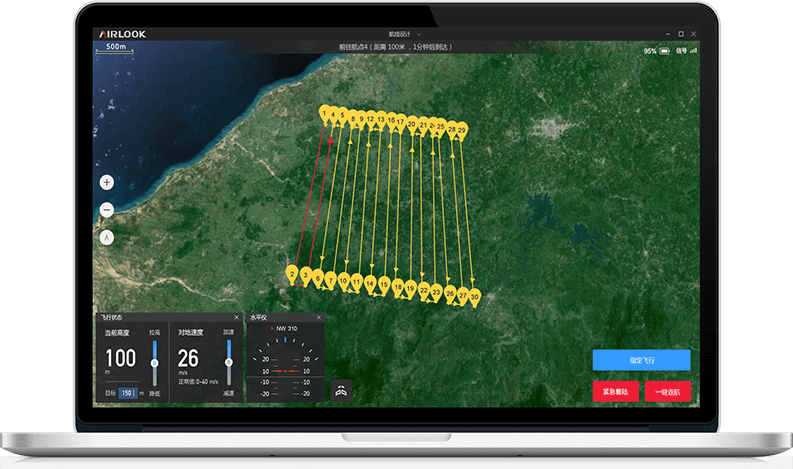 AIRLOOK
航线设计
500m
前往航点4（距离 100米 ，1分钟后到达）
95%
信号
1 4 5 8 9 12 13 16 17 20 21 24 25 28 29
2 3 6 7 10 11 14 15 18 19 22 23 26 27 30
飞行状态
水平仪
当前高度
拉高
对地速度
加速
NW 310
100
m
26
m/s
正常值:0-40 m/s
目标 150 m
降低
减速
20 20
10 10
-10 -10
-20 -20
指定飞行
紧急着陆
一键返航